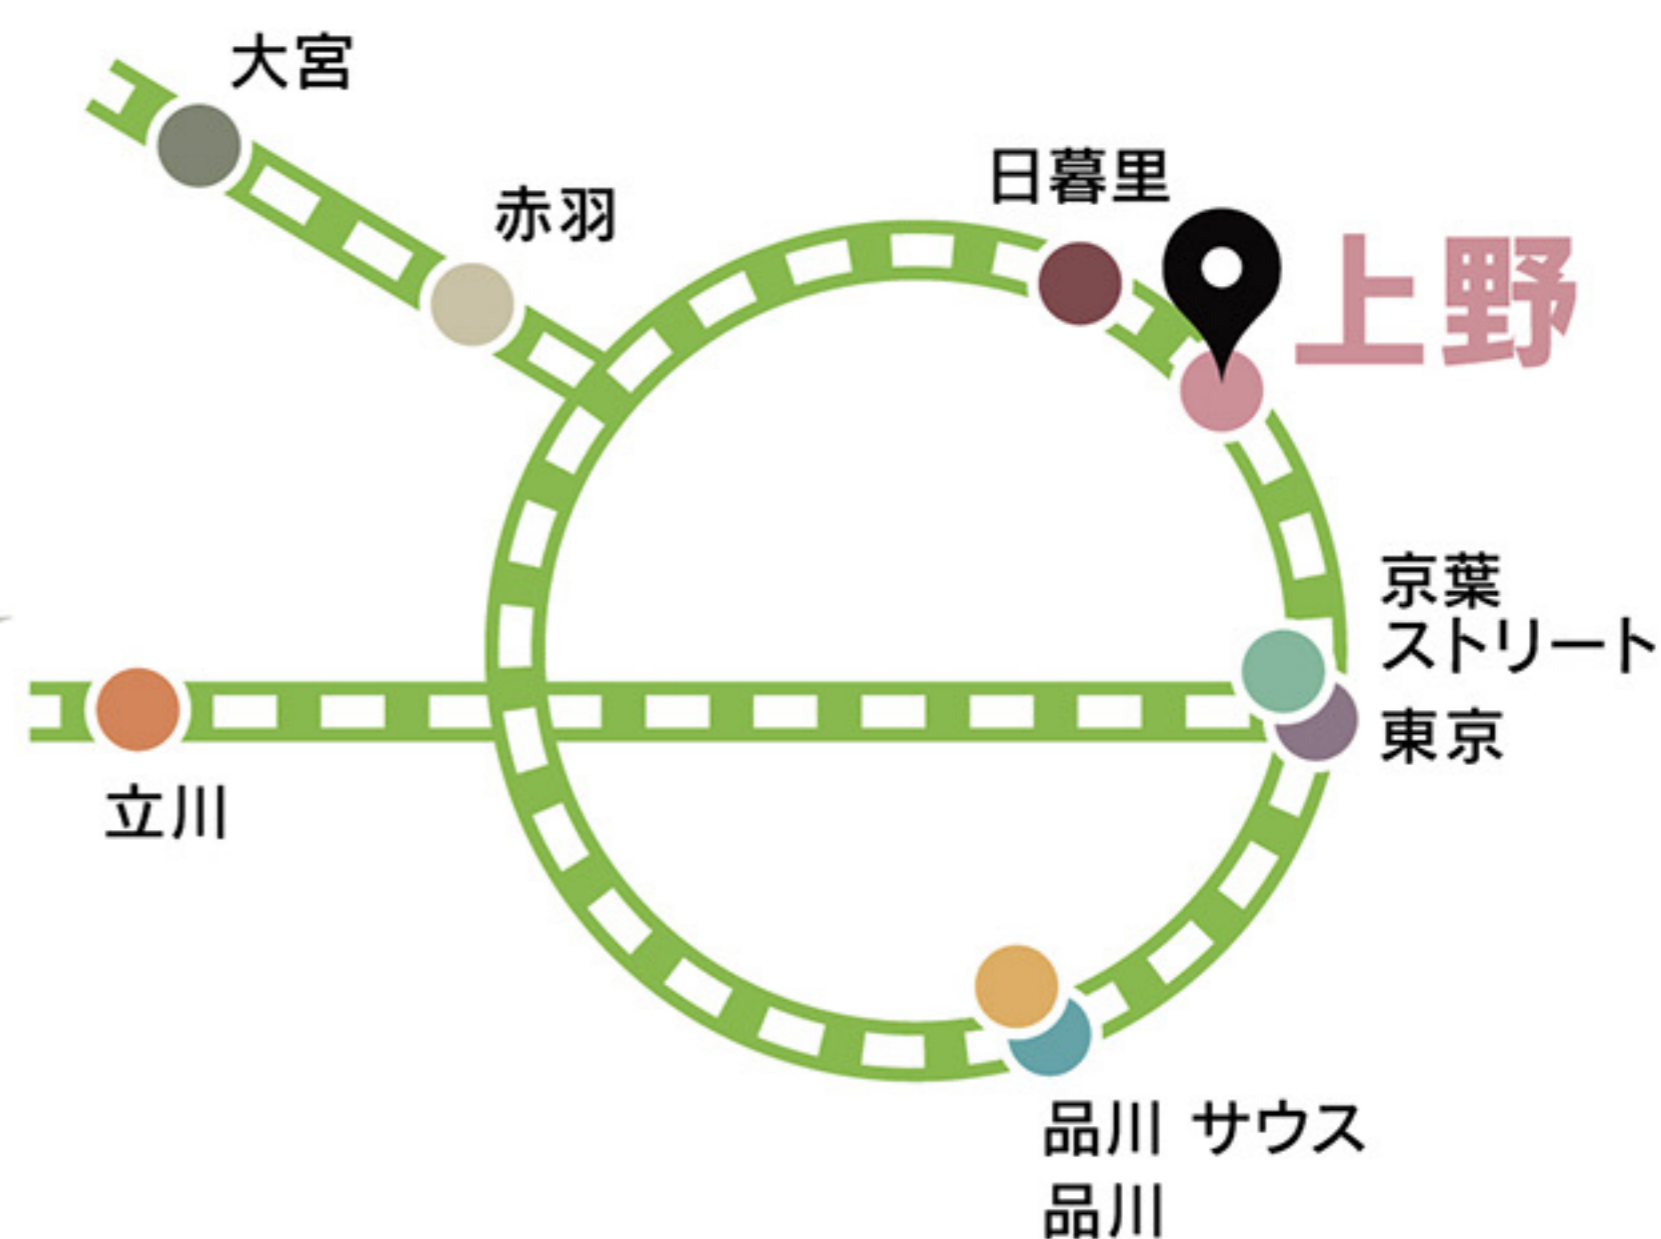 大宮
赤羽
日暮里
上野
京葉
ストリート
東京
立川
品川 サウス
品川